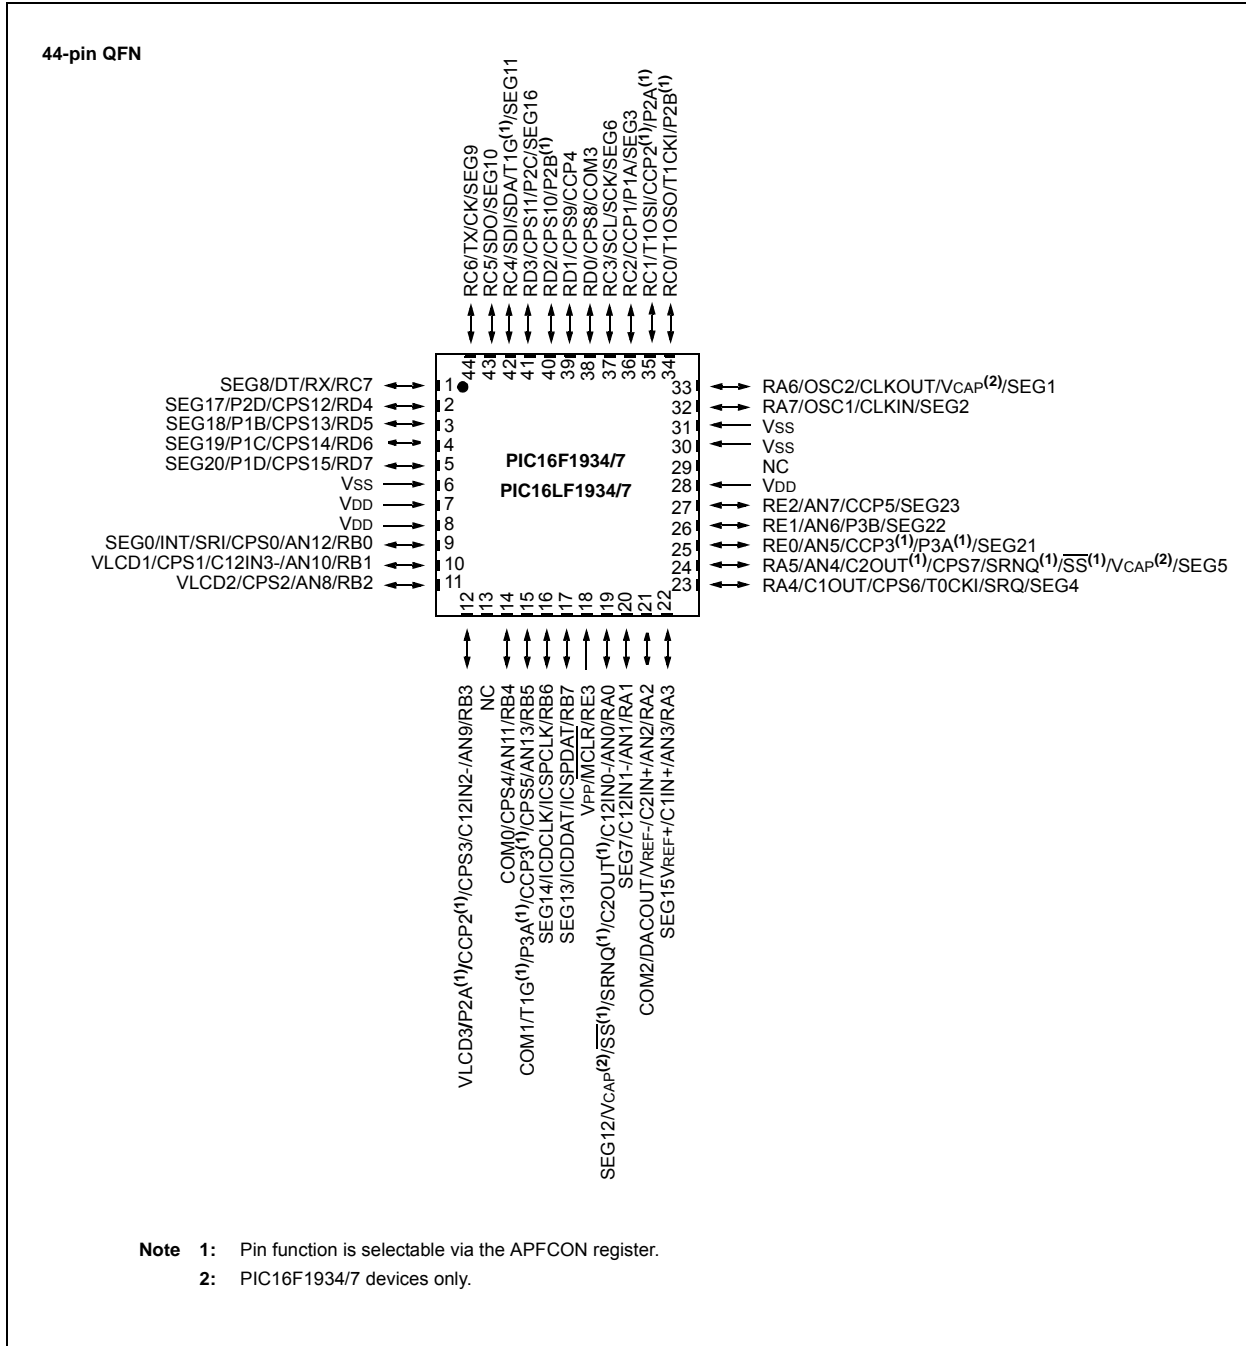 44-pin QFN
RC6/TX/CK/SEG9
RC5/SDO/SEG10
RC4/SDI/SDA/T1G(1)/SEG11
RD3/CPS11/P2C/SEG16
RD2/CPS10/P2B(1)
RD1/CPS9/CCP4
RD0/CPS8/COM3
RC3/SCL/SCK/SEG6
RC2/CCP1/P1A/SEG3
RC1/T1OSI/CCP2(1)/P2A(1)
RC0/T1OSO/T1CKI/P2B(1)
44
43
42
41
40
39
38
37
36
35
34
SEG8/DT/RX/RC7 1
SEG17/P2D/CPS12/RD4 2
SEG18/P1B/CPS13/RD5 3
SEG19/P1C/CPS14/RD6 4
SEG20/P1D/CPS15/RD7 5
VSS 6
VDD 7
VDD 8
SEG0/INT/SRI/CPS0/AN12/RB0 9
VLCD1/CPS1/C12IN3-/AN10/RB1 10
VLCD2/CPS2/AN8/RB2 11
PIC16F1934/7
PIC16LF1934/7
33 RA6/OSC2/CLKOUT/VCAP(2)/SEG1
32 RA7/OSC1/CLKIN/SEG2
31 VSS
30 VSS
29 NC
28 VDD
27 RE2/AN7/CCP5/SEG23
26 RE1/AN6/P3B/SEG22
25 RE0/AN5/CCP3(1)/P3A(1)/SEG21
24 RA5/AN4/C2OUT(1)/CPS7/SRNQ(1)/SS(1)/VCAP(2)/SEG5
23 RA4/C1OUT/CPS6/T0CKI/SRQ/SEG4
12
13
14
15
16
17
18
19
20
21
22
VLCD3/P2A(1)/CCP2(1)/CPS3/C12IN2-/AN9/RB3
NC
COM0/CPS4/AN11/RB4
COM1/T1G(1)/P3A(1)/CCP3(1)/CPS5/AN13/RB5
SEG14/ICDCLK/ICSPCLK/RB6
SEG13/ICDDAT/ICSPDAT/RB7
VPP/MCLR/RE3
SEG12/VCAP(2)/SS(1)/SRNQ(1)/C2OUT(1)/C12IN0-/AN0/RA0
SEG7/C12IN1-/AN1/RA1
COM2/DACOUT/VREF-/C2IN+/AN2/RA2
SEG15VREF+/C1IN+/AN3/RA3
Note 1: Pin function is selectable via the APFCON register.
2: PIC16F1934/7 devices only.